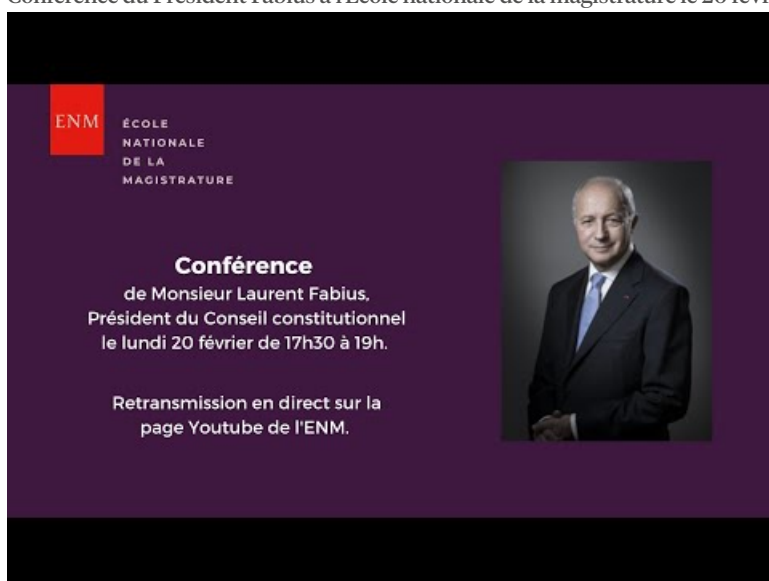 Conférence du Président Fabius à l'École nationale de la magistrature le 20
ENM
ÉCOLE
NATIONALE
DE LA
MAGISTRATURE
Conférence
de Monsieur Laurent Fabius,
Président du Conseil constitutionnel
le lundi 20 février de 17h30 à 19h.
Retransmission en direct sur la
page Youtube de l'ENM.